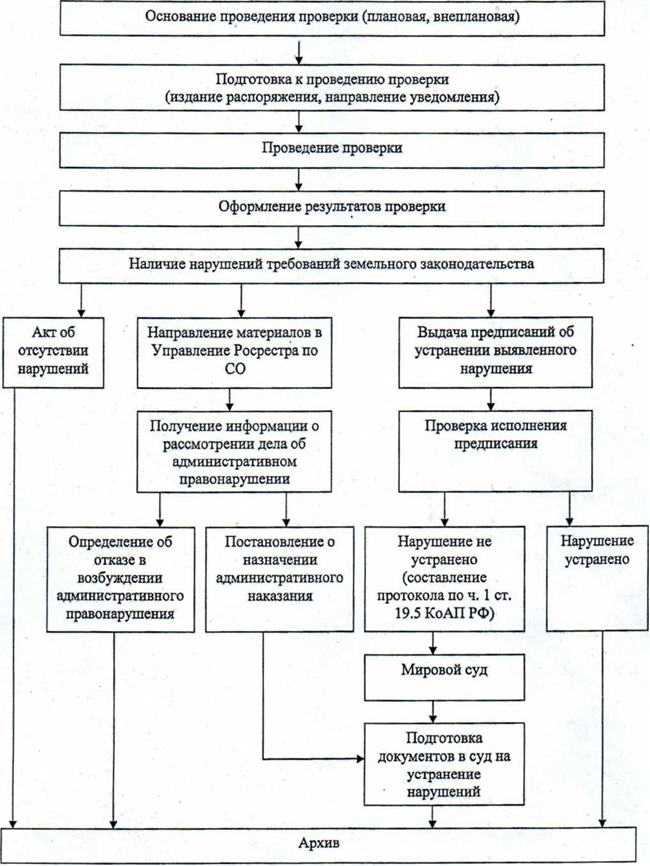 Основание проведения проверки (плановая, внеплановая)
Подготовка к проведению проверки
(издание распоряжения, направление уведомления)
Проведение проверки
Оформление результатов проверки
Наличие нарушений требований земельного законодательства
Акт об
отсутствии
нарушений
Направление материалов в
Управление Росреестра по
СО
Выдача предписаний об
устранении выявленного
нарушения
Получение информации о
рассмотрении дела об
административном
правонарушении
Проверка исполнения
предписания
Определение об
отказе в
возбуждении
административного
правонарушения
Постановление о
назначении
административного
наказания
Нарушение не
устранено
(составление
протокола по ч. 1 ст.
19.5 КоАП РФ)
Нарушение
устранено
Мировой суд
Подготовка
документов в суд на
устранение
нарушений
Архив